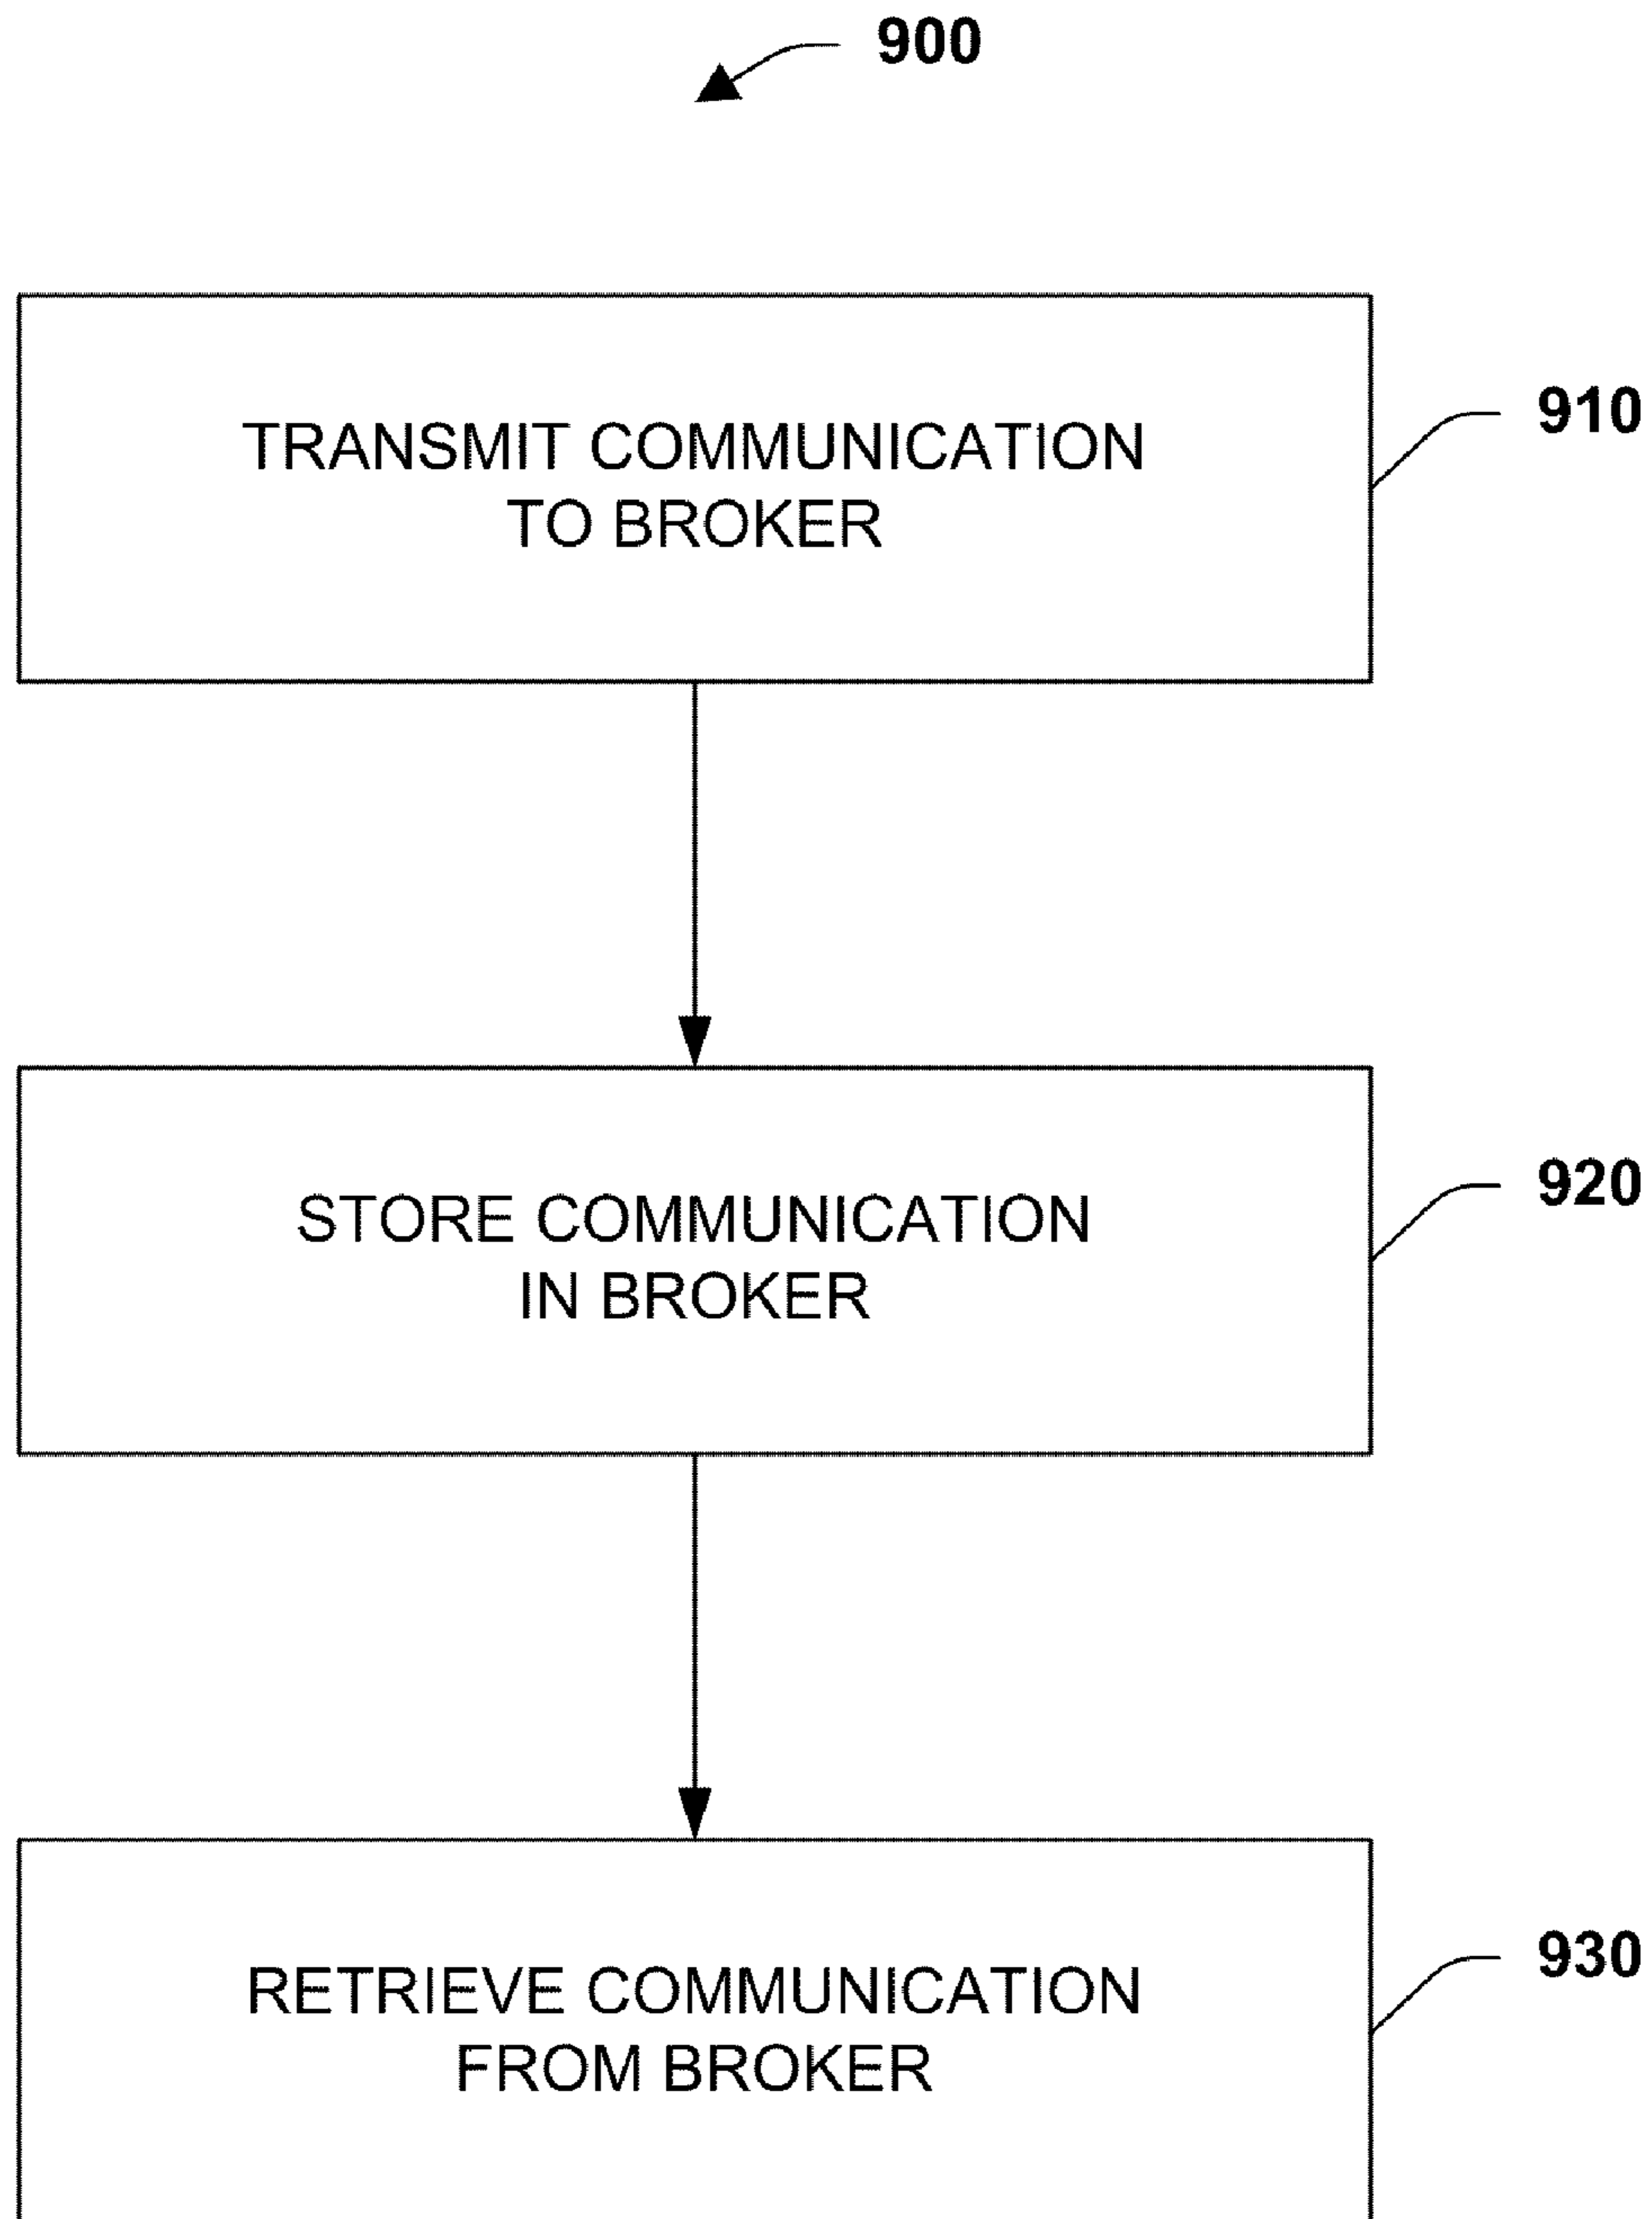 900
TRANSMIT COMMUNICATION
TO BROKER
910
STORE COMMUNICATION
IN BROKER
920
RETRIEVE COMMUNICATION
FROM BROKER
930